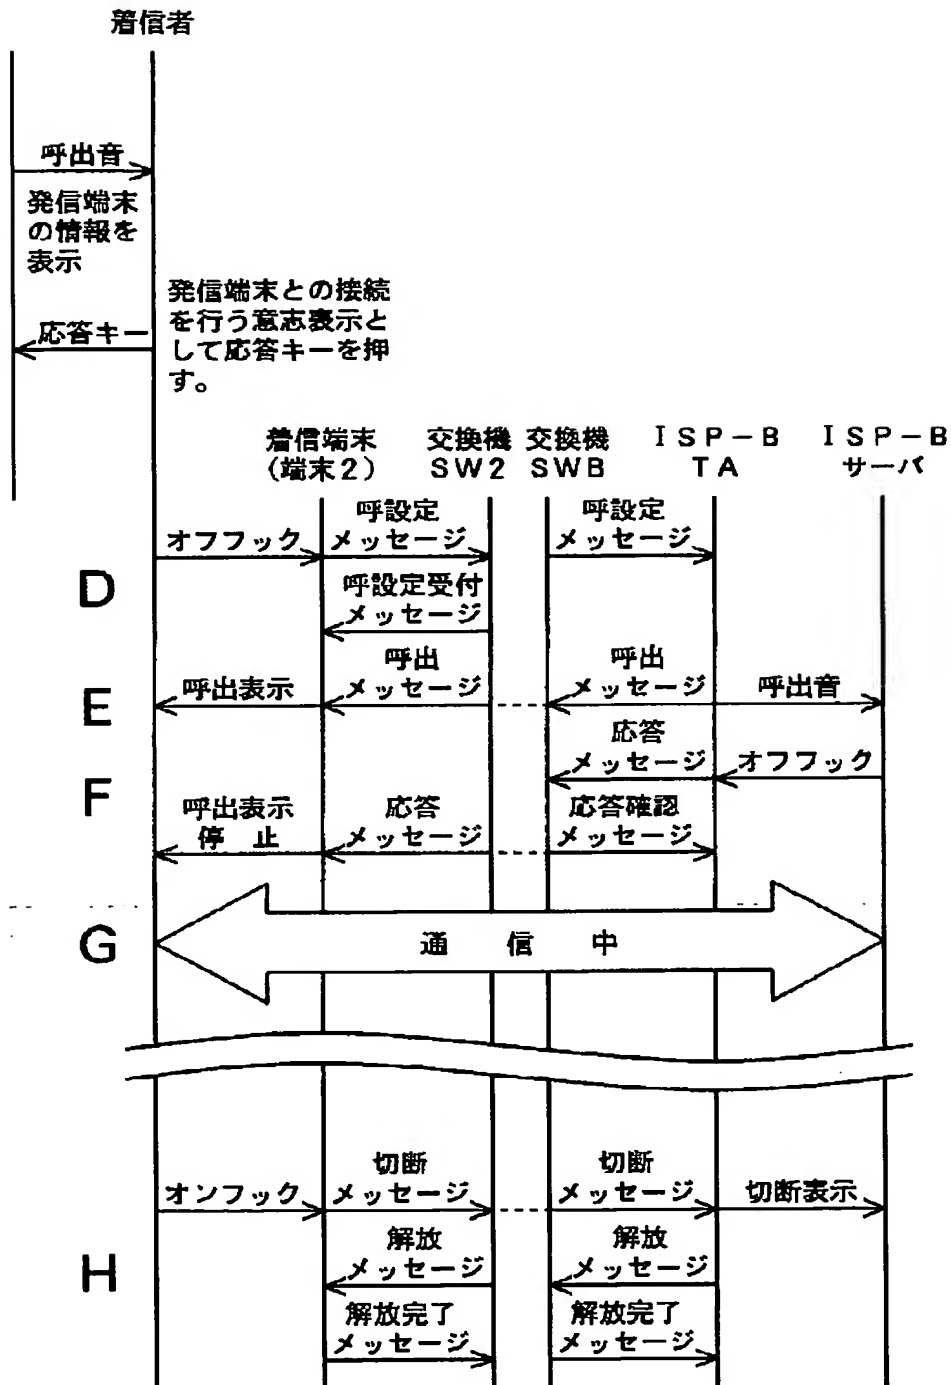 着信者
呼出音
発信端末
の情報を
表示
発信端末との接続
を行う意志表示と
して応答キーを押
す。
応答キー
着信端末
(端末2)
交換機
SW2
交換機
SWB
ISP-B
TA
ISP-B
サーバ
D
オフフック
呼設定
メッセージ
呼設定
メッセージ
呼設定受付
メッセージ
E
呼出表示
呼出
メッセージ
呼出
メッセージ
呼出音
F
応答
メッセージ
オフフック
呼出表示
停 止
応答
メッセージ
応答確認
メッセージ
G
通 信 中
H
オンフック
切断
メッセージ
切断
メッセージ
切断表示
解放
メッセージ
解放
メッセージ
解放完了
メッセージ
解放完了
メッセージ